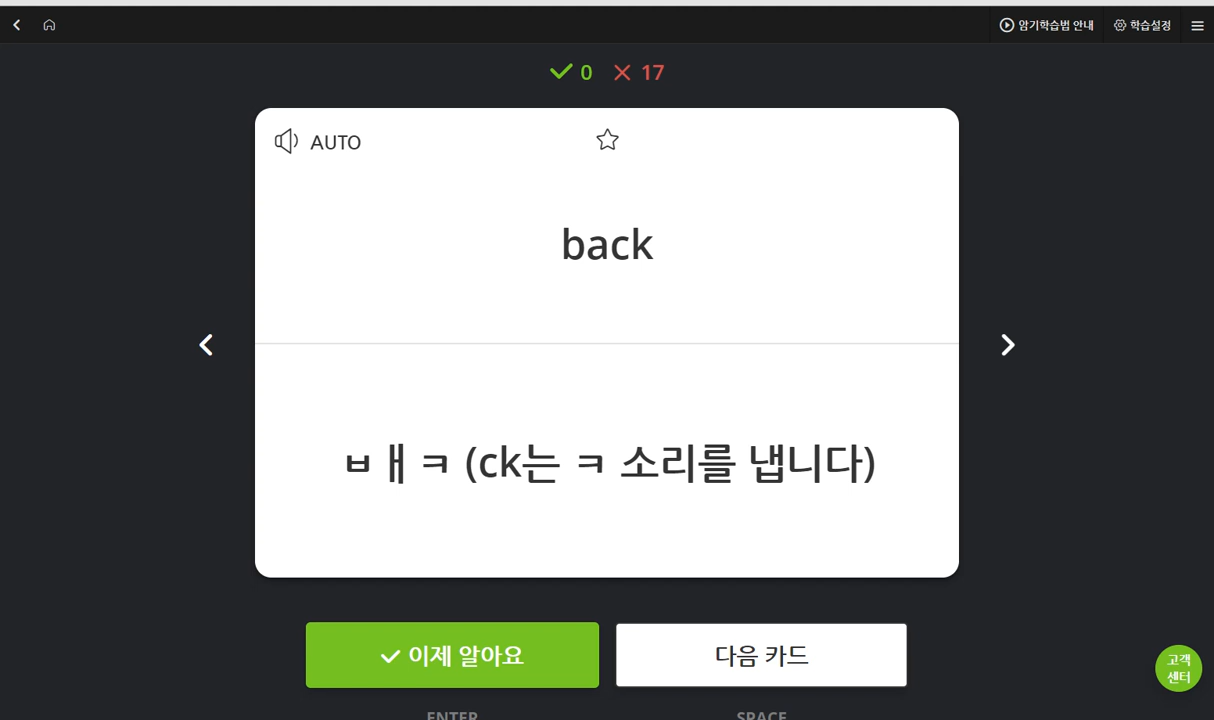 암기학습법 안내
학습설정
0
17
AUTO
back
ㅂㅐㅋ (ck는 ㅋ 소리를 냅니다)
이제 알아요
다음 카드
고객
센터
ENTER
SPACE